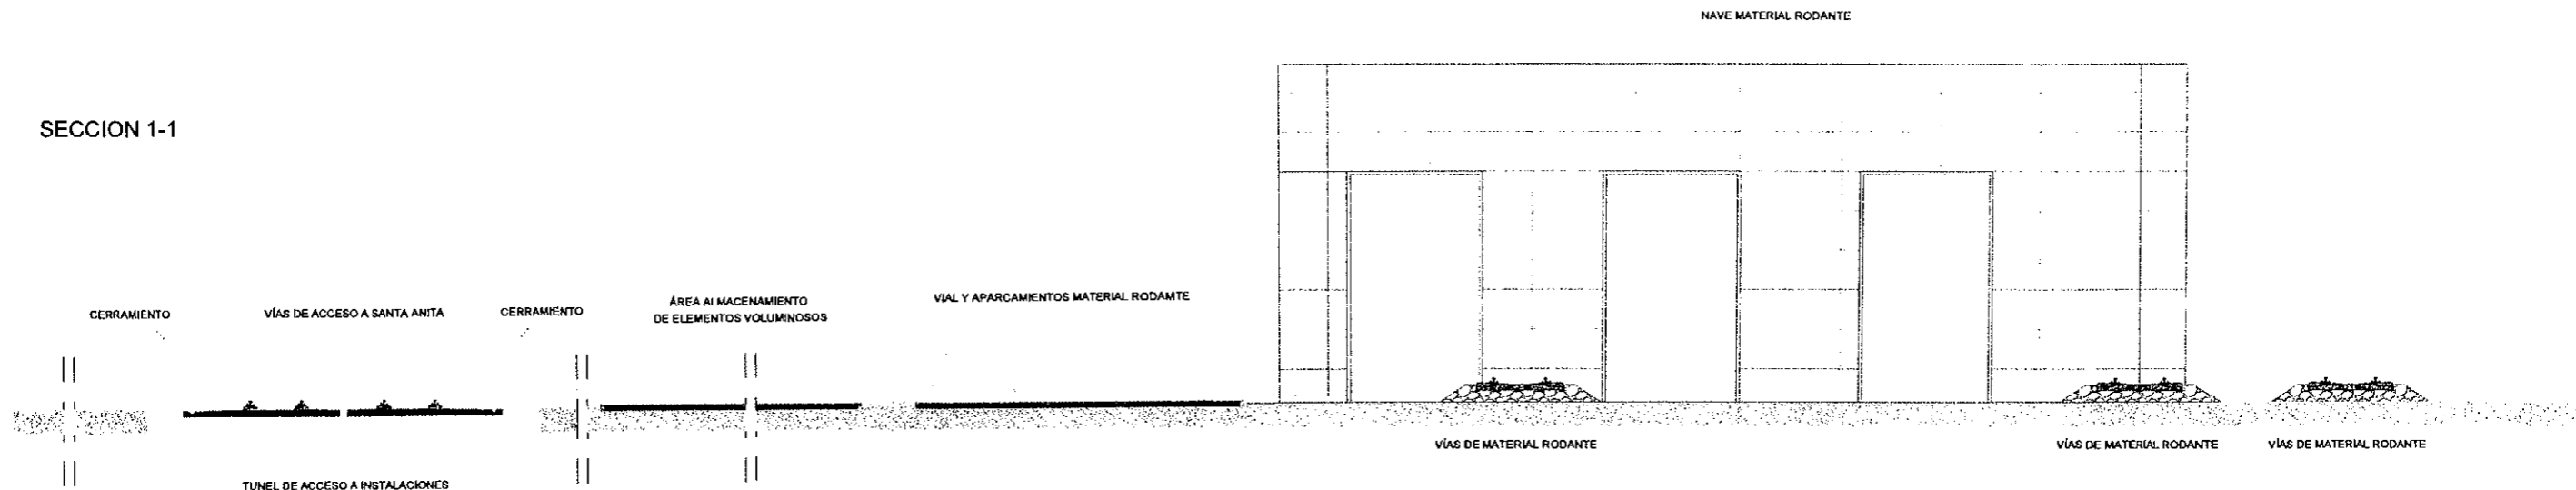 NAVE MATERIAL RODANTE
SECCION 1-1
CERRAMIENTO
VÍAS DE ACCESO A SANTA ANITA
CERRAMIENTO
ÁREA ALMACENAMIENTO
DE ELEMENTOS VOLUMINOSOS
VIAL Y APARCAMIENTOS MATERIAL RODAMTE
VÍAS DE MATERIAL RODANTE
VÍAS DE MATERIAL RODANTE
VÍAS DE MATERIAL RODANTE
TUNEL DE ACCESO A INSTALACIONES